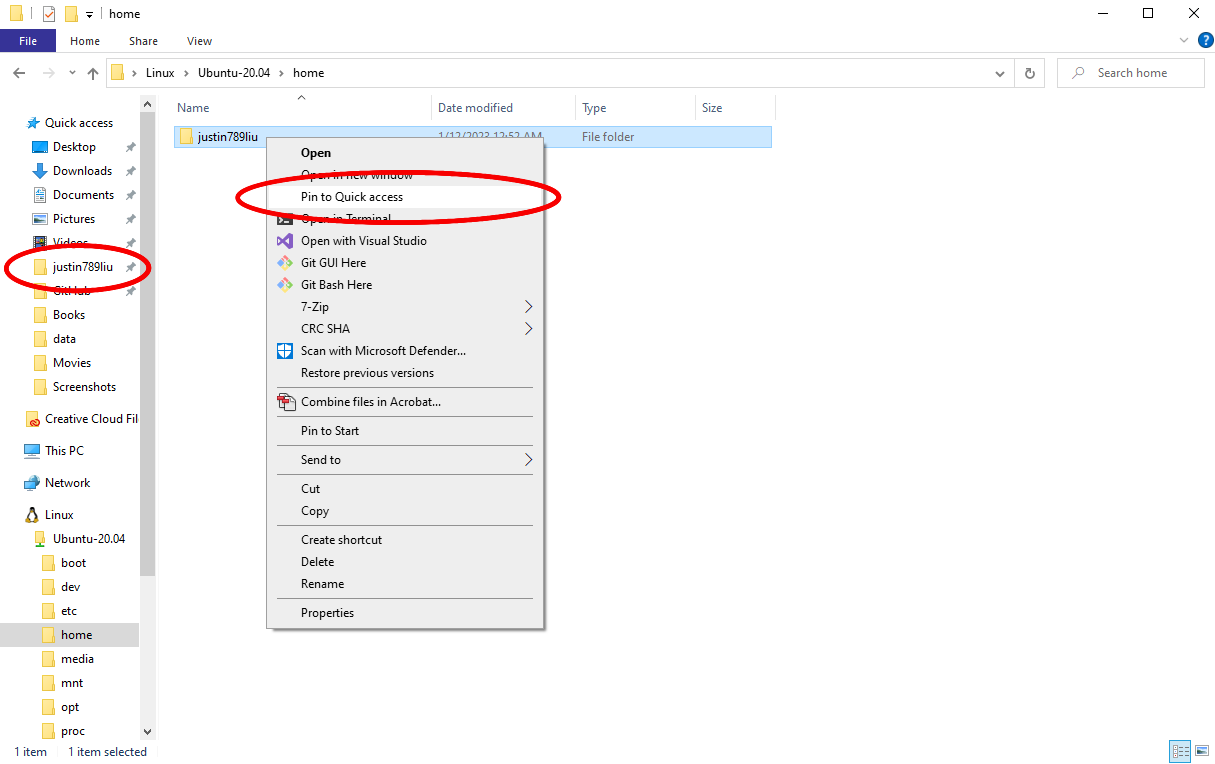 home
File Home Share View
Linux Ubuntu-20.04 home
Search home
Name Date modified Type Size
Quick access
Desktop
Downloads
Documents
Pictures
Videos
justin789liu
GitHub
Books
data
Movies
Screenshots
Creative Cloud Fil
This PC
Network
Linux
Ubuntu-20.04
boot
dev
etc
home
media
mnt
opt
proc
justin789liu 1/12/2023 12:52 AM File folder
Open
Open in new window
Pin to Quick access
Open in Terminal
Open with Visual Studio
Git GUI Here
Git Bash Here
7-Zip
CRC SHA
Scan with Microsoft Defender...
Restore previous versions
Combine files in Acrobat...
Pin to Start
Send to
Cut
Copy
Create shortcut
Delete
Rename
Properties
1 item 1 item selected